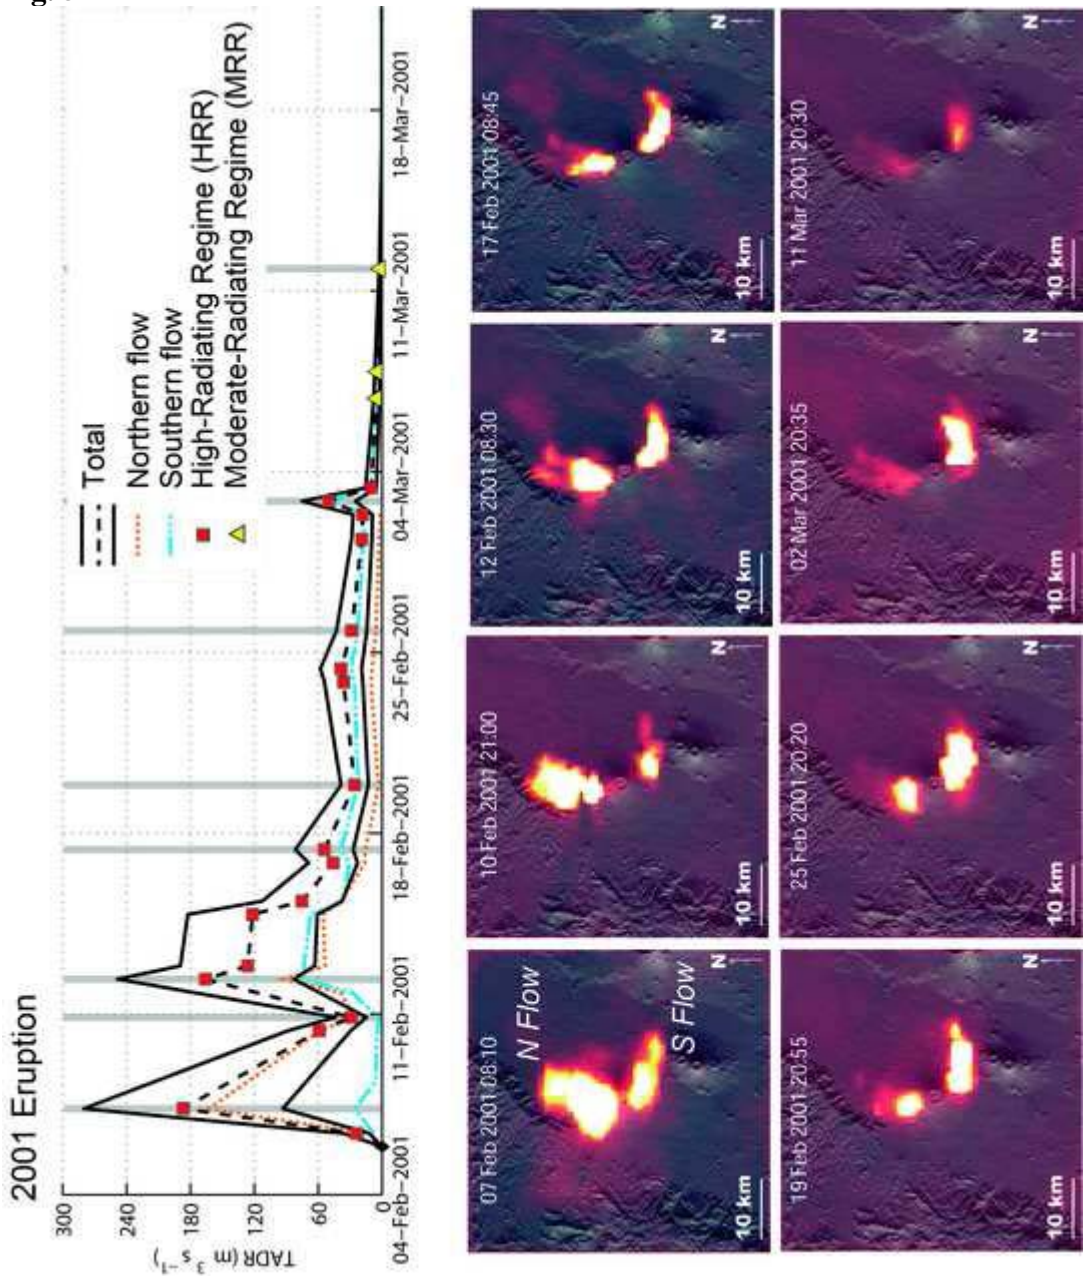 2001 Eruption
TADR (m³ s⁻¹)
300
240
180
120
60
0
04-Feb-2001
11-Feb-2001
18-Feb-2001
25-Feb-2001
04-Mar-2001
11-Mar-2001
18-Mar-2001
Total
Northern flow
Southern flow
High-Radiating Regime (HRR)
Moderate-Radiating Regime (MRR)
07 Feb 2001 08:10
N Flow
S Flow
10 km
N
10 Feb 2001 21:00
10 km
N
12 Feb 2001 08:30
10 km
N
17 Feb 2001 08:45
10 km
N
19 Feb 2001 20:55
10 km
N
25 Feb 2001 20:20
10 km
N
02 Mar 2001 20:35
10 km
N
11 Mar 2001 20:30
10 km
N